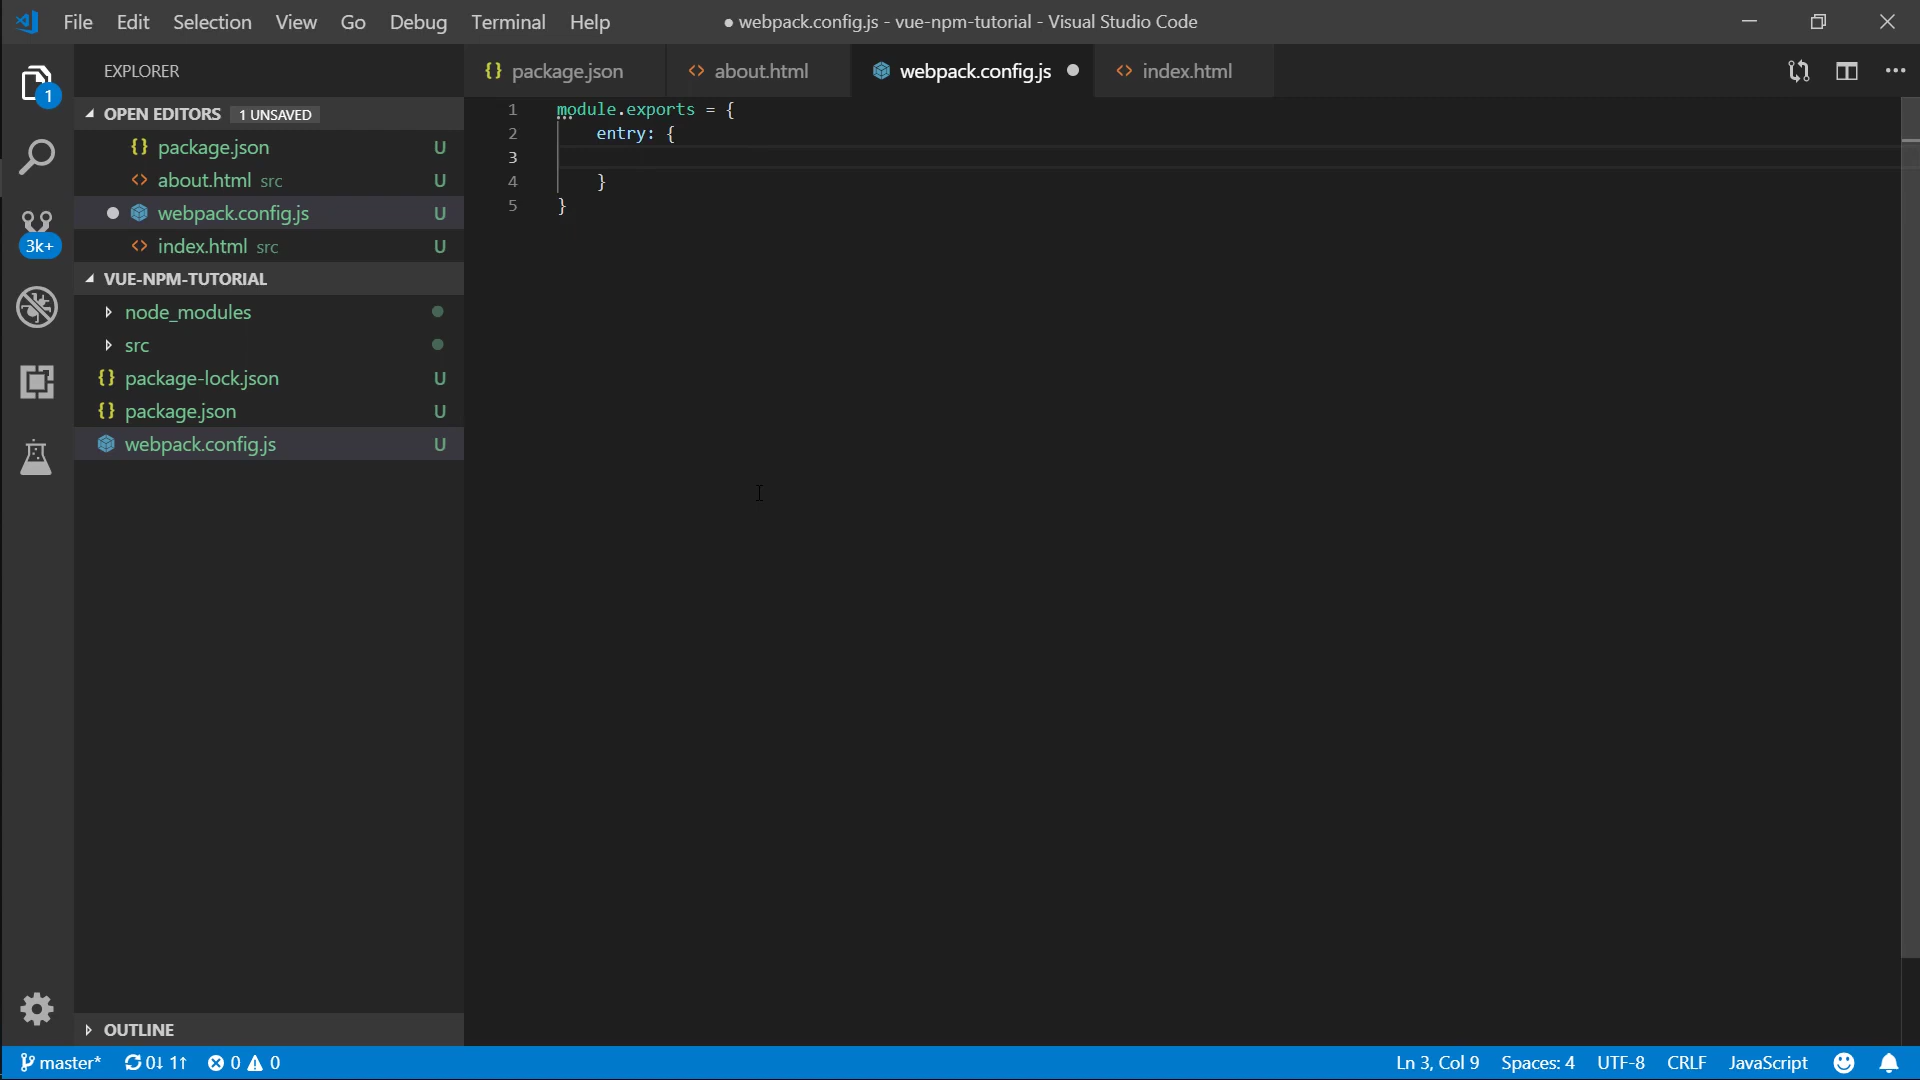 File Edit Selection View Go Debug Terminal Help ● webpack.config.js - vue-npm-tutorial - Visual Studio Code
EXPLORER
{} package.json <> about.html webpack.config.js ● <> index.html
1
OPEN EDITORS 1 UNSAVED
{} package.json U
<> about.html src U
● webpack.config.js U
<> index.html src U
3k+
VUE-NPM-TUTORIAL
node_modules
src
{} package-lock.json U
{} package.json U
webpack.config.js U
OUTLINE
1 module.exports = {
2 entry: {
3
4 }
5 }
master* 0↓ 1↑ 0 0 Ln 3, Col 9 Spaces: 4 UTF-8 CRLF JavaScript